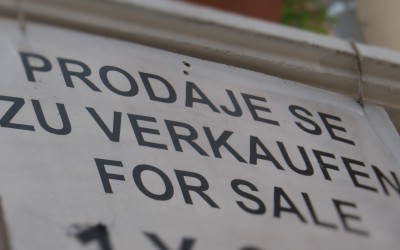 PRODAJE SE
ZU VERKAUFEN
FOR SALE